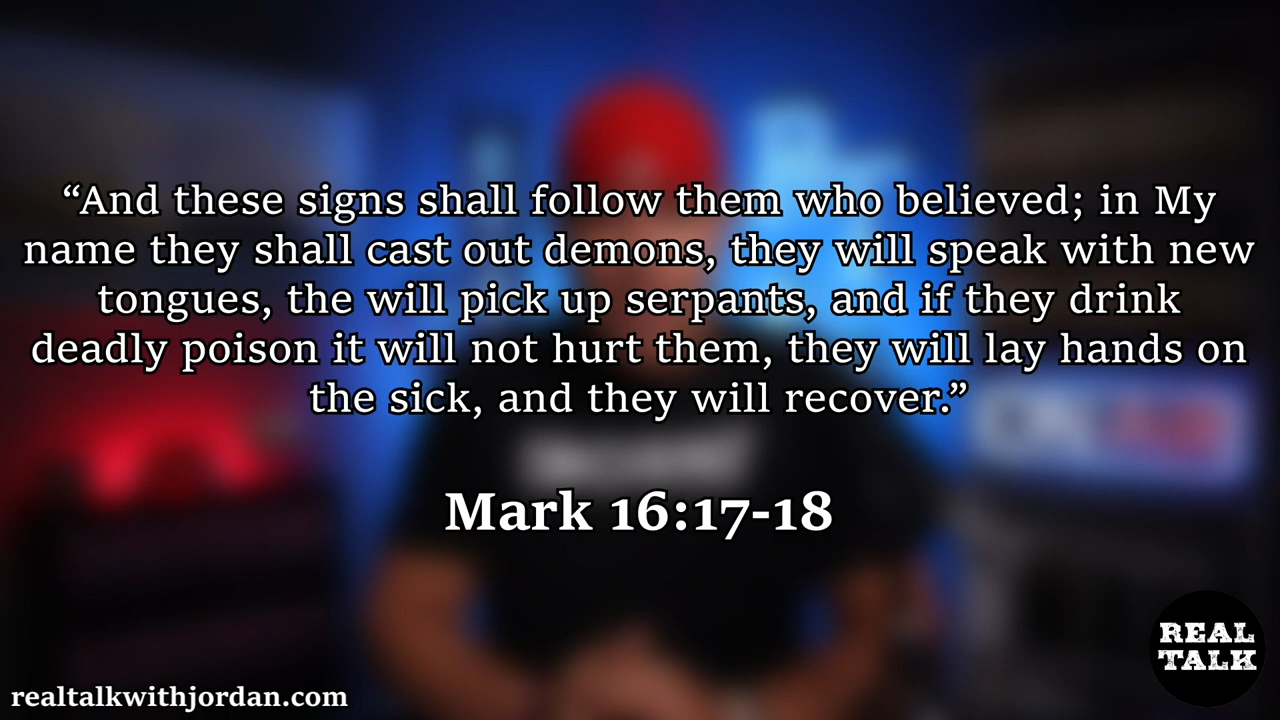 “And these signs shall follow them who believed; in My
name they shall cast out demons, they will speak with new
tongues, the will pick up serpants, and if they drink
deadly poison it will not hurt them, they will lay hands on
the sick, and they will recover.”
Mark 16:17-18
REAL
TALK
realtalkwithjordan.com